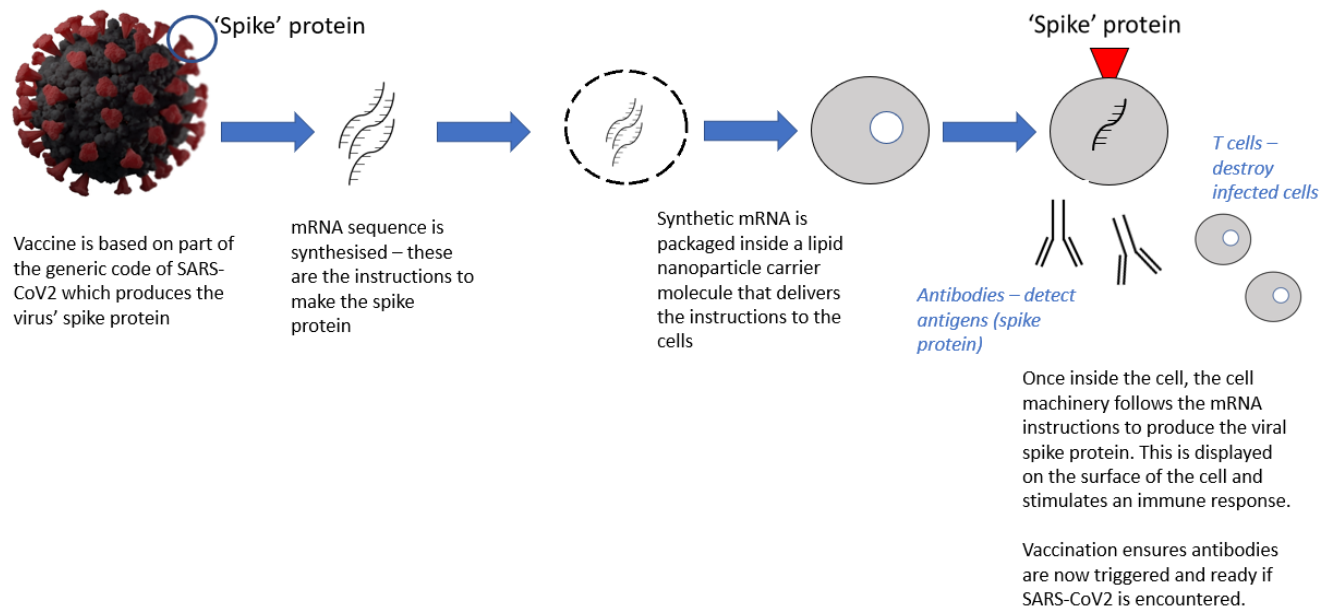 'Spike' protein
Vaccine is based on part of
the generic code of SARS-
CoV2 which produces the
virus' spike protein
mRNA sequence is
synthesised – these
are the instructions to
make the spike
protein
Synthetic mRNA is
packaged inside a lipid
nanoparticle carrier
molecule that delivers
the instructions to the
cells
'Spike' protein
T cells –
destroy
infected cells
Antibodies – detect
antigens (spike
protein)
Once inside the cell, the cell
machinery follows the mRNA
instructions to produce the viral
spike protein. This is displayed
on the surface of the cell and
stimulates an immune response.
Vaccination ensures antibodies
are now triggered and ready if
SARS-CoV2 is encountered.